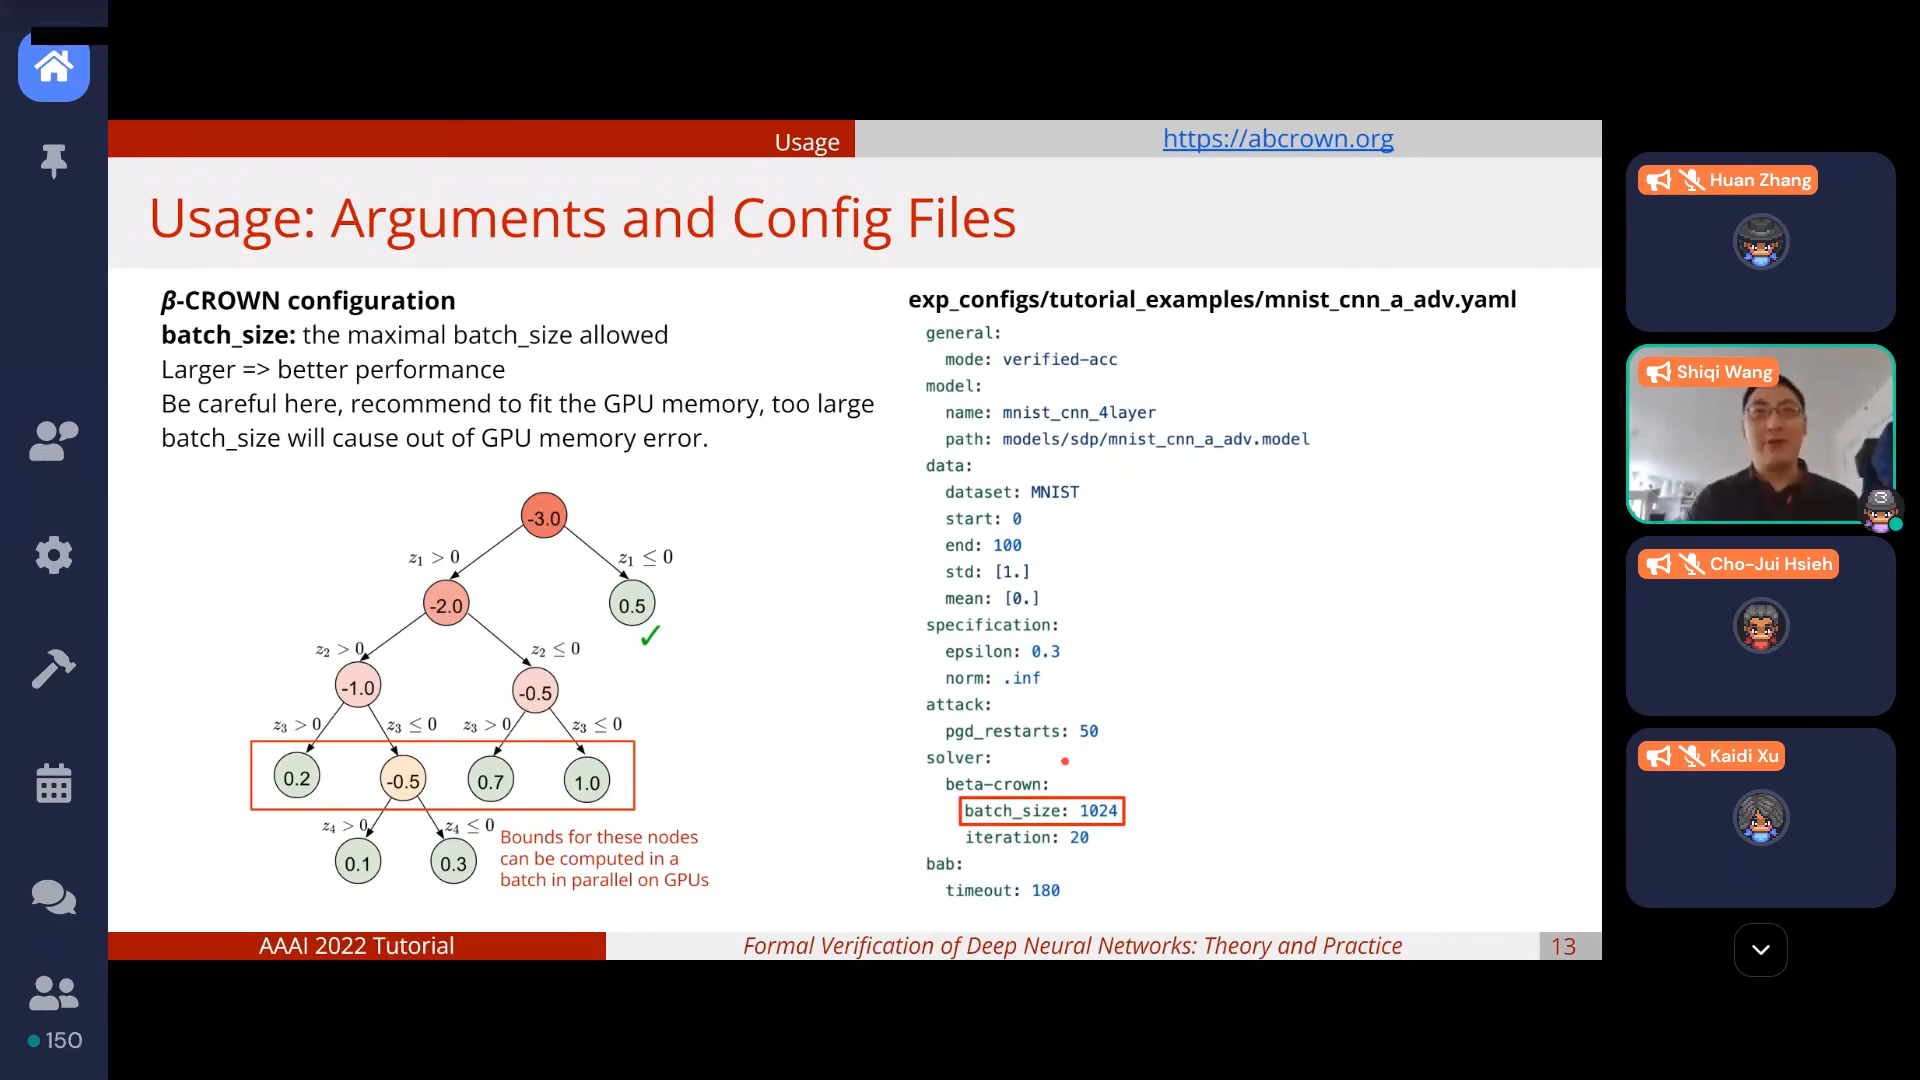 Usage
https://abcrown.org
Usage: Arguments and Config Files
β-CROWN configuration
batch_size: the maximal batch_size allowed
Larger => better performance
Be careful here, recommend to fit the GPU memory, too large
batch_size will cause out of GPU memory error.
-3.0
z₁ > 0
z₁ ≤ 0
-2.0
0.5
✓
z₂ > 0
z₂ ≤ 0
-1.0
-0.5
z₃ > 0
z₃ ≤ 0
z₃ > 0
z₃ ≤ 0
0.2
-0.5
0.7
1.0
z₄ > 0
z₄ ≤ 0
0.1
0.3
Bounds for these nodes
can be computed in a
batch in parallel on GPUs
exp_configs/tutorial_examples/mnist_cnn_a_adv.yaml
general:
mode: verified-acc
model:
name: mnist_cnn_4layer
path: models/sdp/mnist_cnn_a_adv.model
data:
dataset: MNIST
start: 0
end: 100
std: [1.]
mean: [0.]
specification:
epsilon: 0.3
norm: .inf
attack:
pgd_restarts: 50
solver:
beta-crown:
batch_size: 1024
iteration: 20
bab:
timeout: 180
AAAI 2022 Tutorial
Formal Verification of Deep Neural Networks: Theory and Practice
13
Huan Zhang
Shiqi Wang
Cho-Jui Hsieh
Kaidi Xu
150